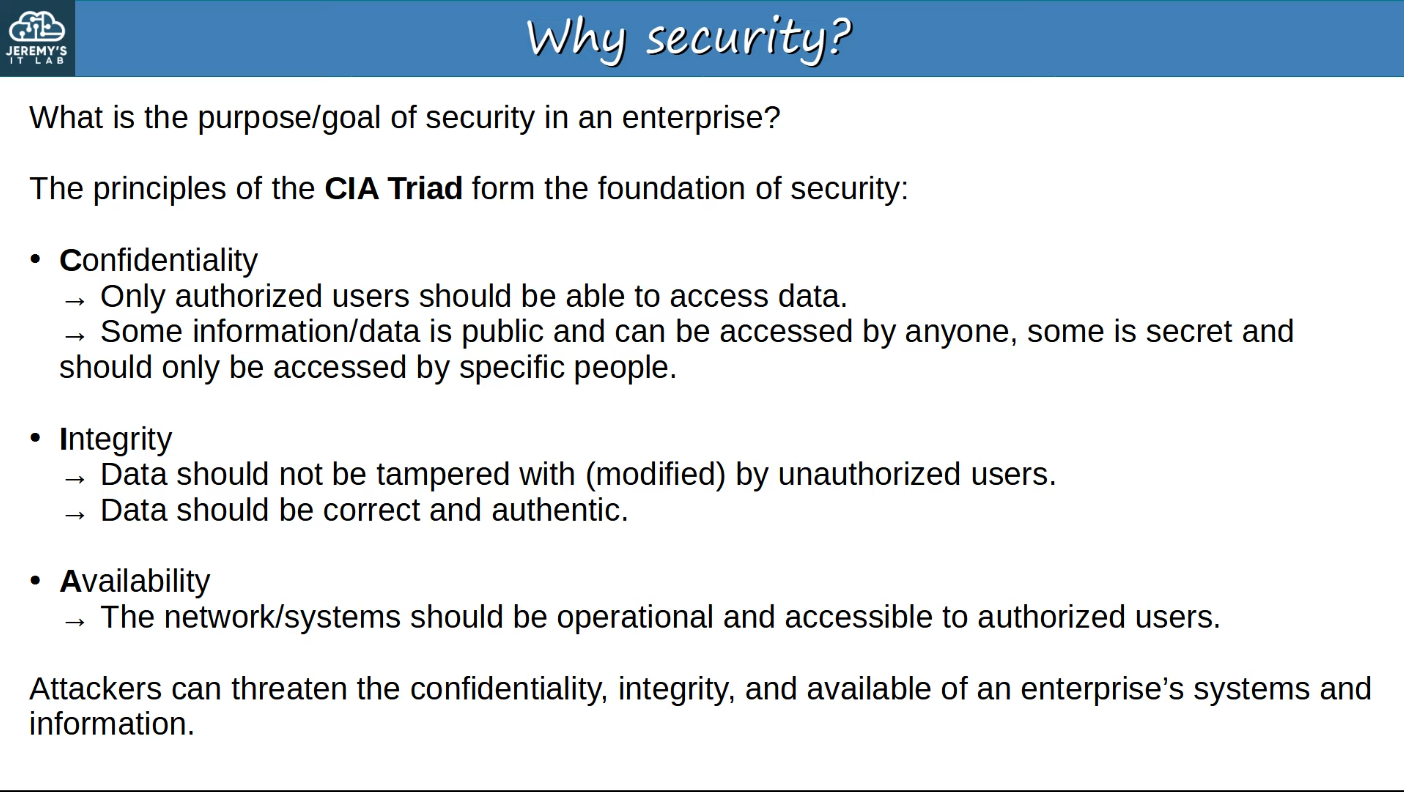 JEREMY'S
IT LAB
Why security?
What is the purpose/goal of security in an enterprise?
The principles of the CIA Triad form the foundation of security:
• Confidentiality
→ Only authorized users should be able to access data.
→ Some information/data is public and can be accessed by anyone, some is secret and
should only be accessed by specific people.
• Integrity
→ Data should not be tampered with (modified) by unauthorized users.
→ Data should be correct and authentic.
• Availability
→ The network/systems should be operational and accessible to authorized users.
Attackers can threaten the confidentiality, integrity, and available of an enterprise’s systems and
information.